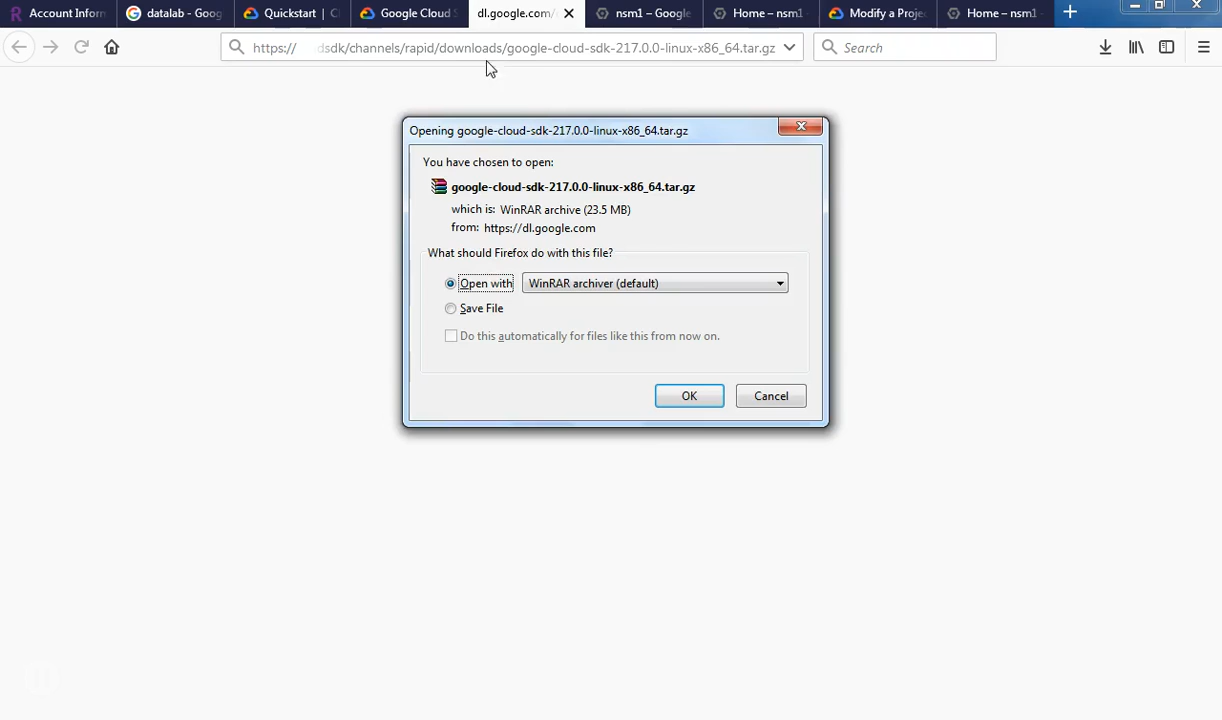 Account Inform
datalab - Goog
Quickstart | Cl
Google Cloud S
dl.google.com/
nsm1 – Google
Home – nsm1
Modify a Projec
Home – nsm1 -
https:// dsdk/channels/rapid/downloads/google-cloud-sdk-217.0.0-linux-x86_64.tar.gz
Search
Opening google-cloud-sdk-217.0.0-linux-x86_64.tar.gz
You have chosen to open:
google-cloud-sdk-217.0.0-linux-x86_64.tar.gz
which is: WinRAR archive (23.5 MB)
from: https://dl.google.com
What should Firefox do with this file?
Open with
WinRAR archiver (default)
Save File
Do this automatically for files like this from now on.
OK
Cancel